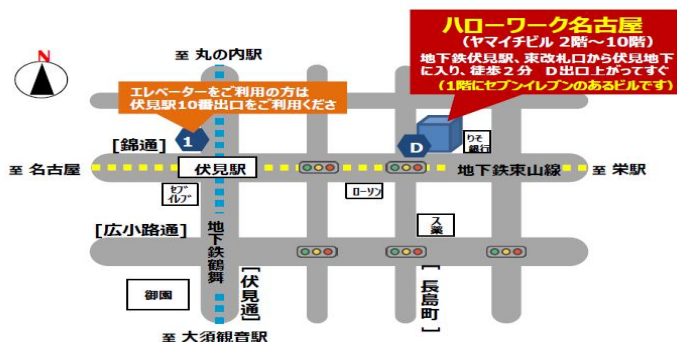 N
至 丸の内駅
ハローワーク名古屋
(ヤマイチビル 2階～10階)
地下鉄伏見駅、東改札口から伏見地下
に入り、徒歩2分 D出口上がってすぐ
(1階にセブンイレブンのあるビルです)
エレベーターをご利用の方は
伏見駅10番出口をご利用くださ
1
D
りそ
銀行
[錦通]
至 名古屋
伏見駅
地下鉄東山線
至 栄駅
セブ
イレブ
ローソン
[広小路通]
ス
薬
地下鉄鶴舞
[伏見通]
[長島町]
御園
至 大須観音駅